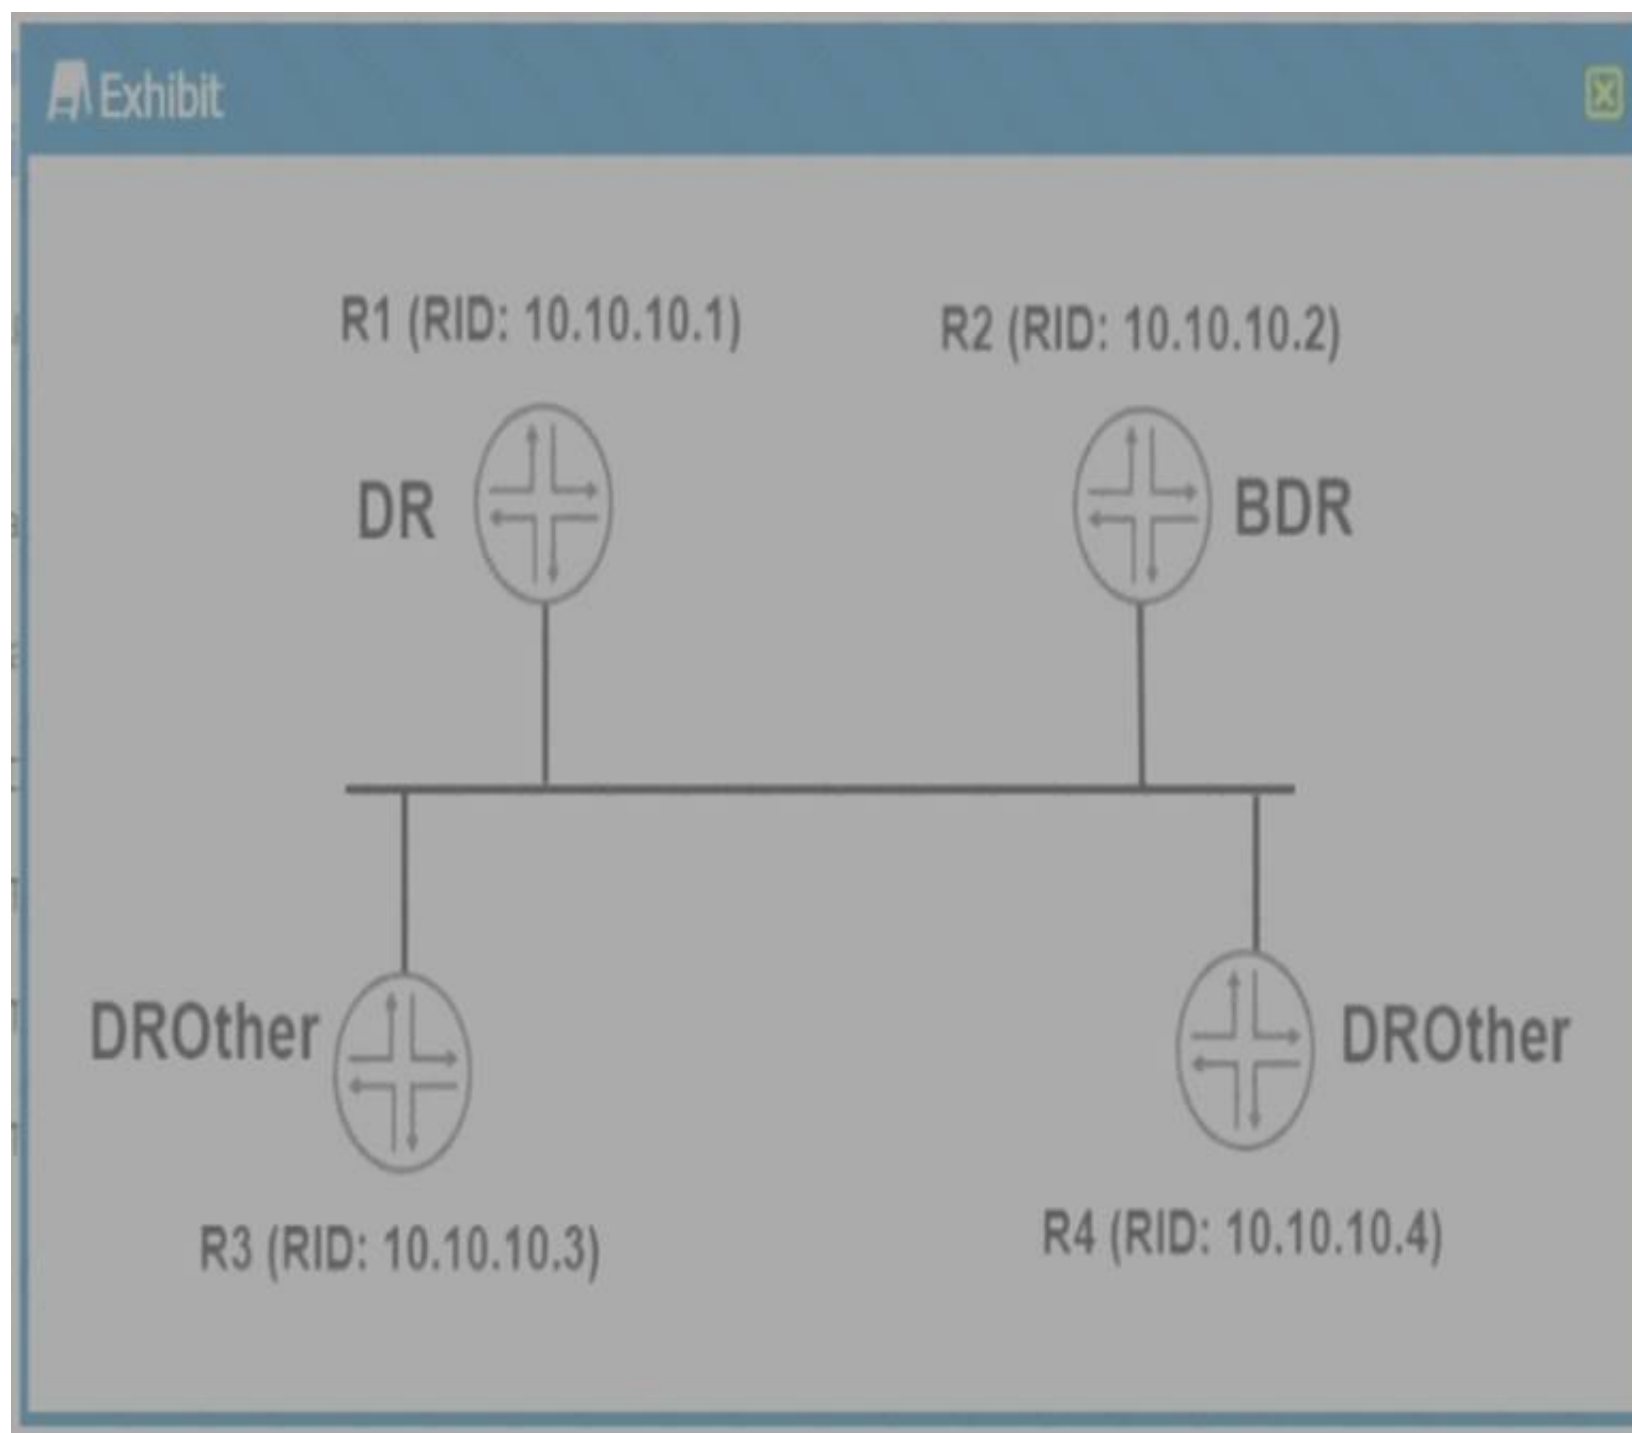 Exhibit
R1 (RID: 10.10.10.1)
R2 (RID: 10.10.10.2)
DR
BDR
DROther
DROther
R3 (RID: 10.10.10.3)
R4 (RID: 10.10.10.4)